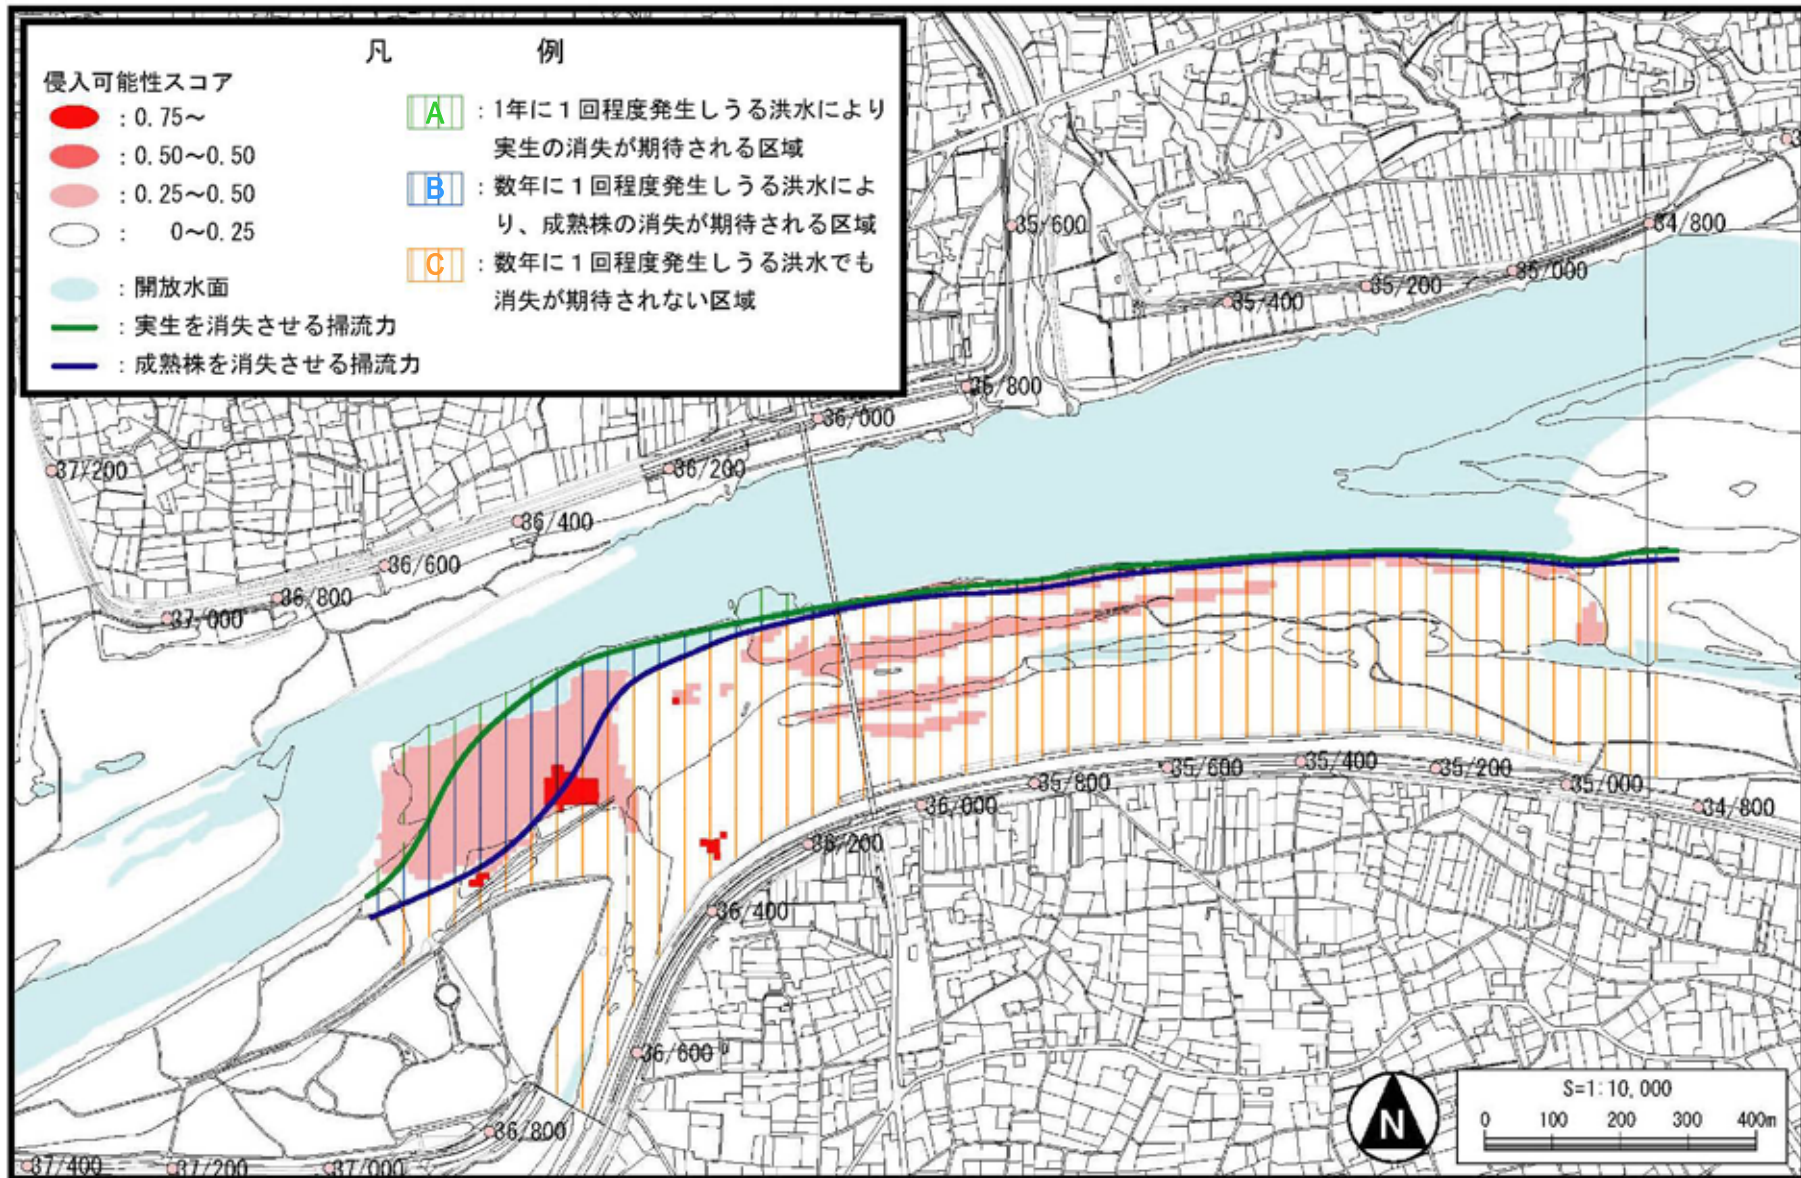 凡 例
侵入可能性スコア
: 0.75～
: 0.50～0.50
: 0.25～0.50
: 0～0.25
: 開放水面
: 実生を消失させる掃流力
: 成熟株を消失させる掃流力
A : 1年に1回程度発生しうる洪水により
実生の消失が期待される区域
B : 数年に1回程度発生しうる洪水によ
り、成熟株の消失が期待される区域
C : 数年に1回程度発生しうる洪水でも
消失が期待されない区域
35/600
34/800
35/000
35/200
35/400
35/800
36/000
36/200
37/200
36/400
36/600
36/800
37/000
35/400
35/600
35/200
35/800
35/000
36/000
34/800
36/200
36/400
36/600
36/800
37/400
37/200
37/000
N
S=1:10,000
0 100 200 300 400m